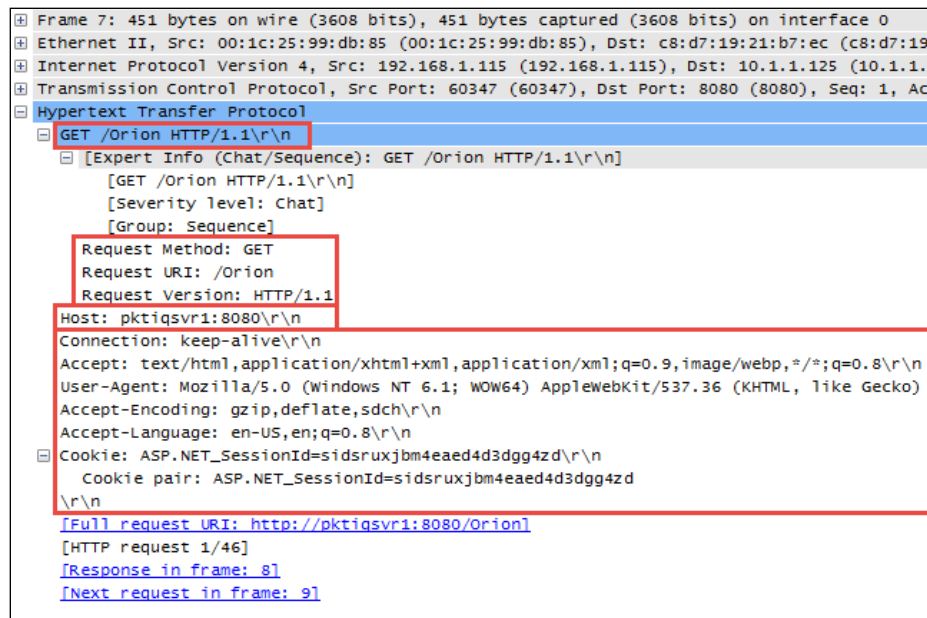 Frame 7: 451 bytes on wire (3608 bits), 451 bytes captured (3608 bits) on interface 0
Ethernet II, Src: 00:1c:25:99:db:85 (00:1c:25:99:db:85), Dst: c8:d7:19:21:b7:ec (c8:d7:19
Internet Protocol Version 4, Src: 192.168.1.115 (192.168.1.115), Dst: 10.1.1.125 (10.1.1.
Transmission Control Protocol, Src Port: 60347 (60347), Dst Port: 8080 (8080), Seq: 1, Ac
Hypertext Transfer Protocol
GET /Orion HTTP/1.1\r\n
[Expert Info (Chat/Sequence): GET /Orion HTTP/1.1\r\n]
[GET /Orion HTTP/1.1\r\n]
[Severity level: Chat]
[Group: Sequence]
Request Method: GET
Request URI: /Orion
Request Version: HTTP/1.1
Host: pktiqsvr1:8080\r\n
Connection: keep-alive\r\n
Accept: text/html,application/xhtml+xml,application/xml;q=0.9,image/webp,*/*;q=0.8\r\n
User-Agent: Mozilla/5.0 (Windows NT 6.1; WOW64) AppleWebKit/537.36 (KHTML, like Gecko)
Accept-Encoding: gzip,deflate,sdch\r\n
Accept-Language: en-US,en;q=0.8\r\n
Cookie: ASP.NET_SessionId=sidsruxjbm4eaed4d3dgg4zd\r\n
Cookie pair: ASP.NET_SessionId=sidsruxjbm4eaed4d3dgg4zd
\r\n
[Full request URI: http://pktiqsvr1:8080/Orion]
[HTTP request 1/46]
[Response in frame: 8]
[Next request in frame: 9]